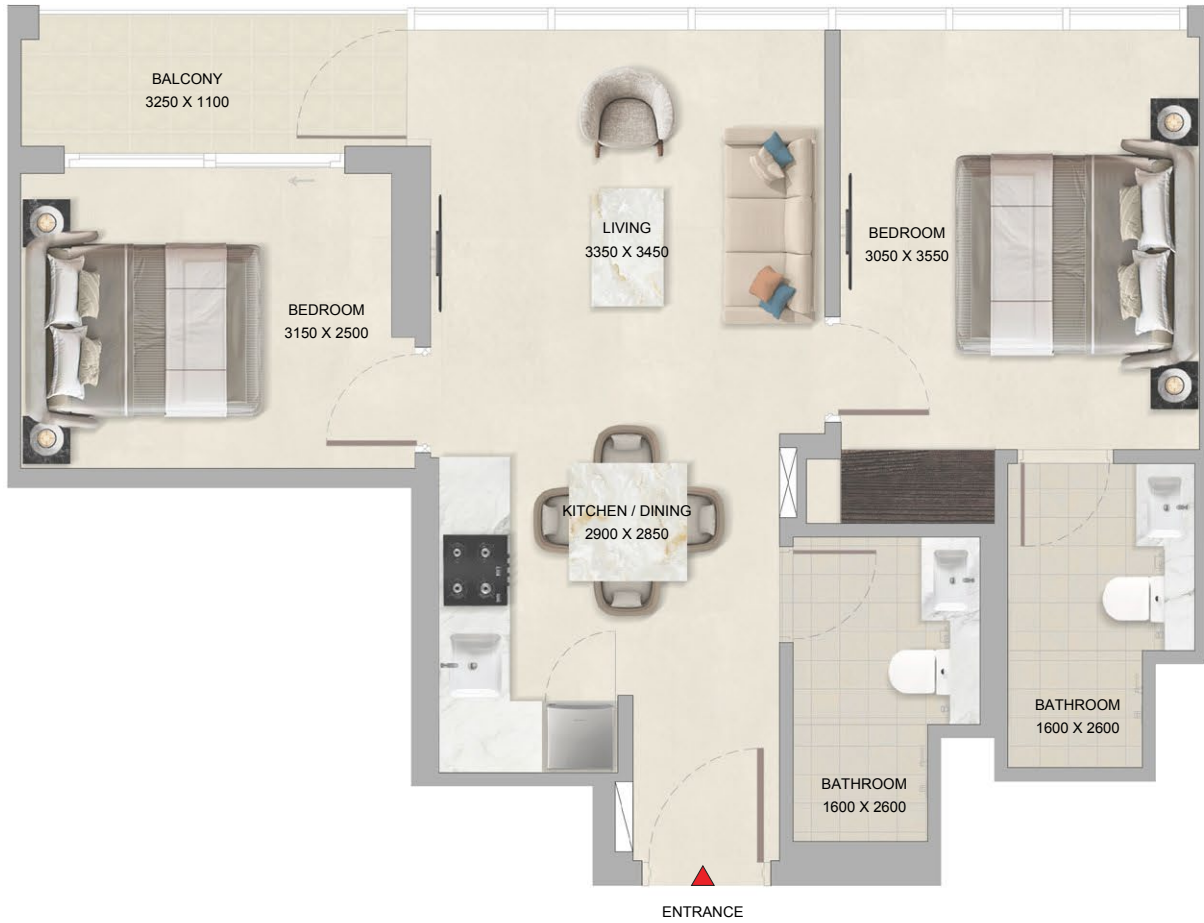 BALCONY
3250 X 1100
LIVING
3350 X 3450
BEDROOM
3050 X 3550
BEDROOM
3150 X 2500
KITCHEN / DINING
2900 X 2850
BATHROOM
1600 X 2600
BATHROOM
1600 X 2600
ENTRANCE